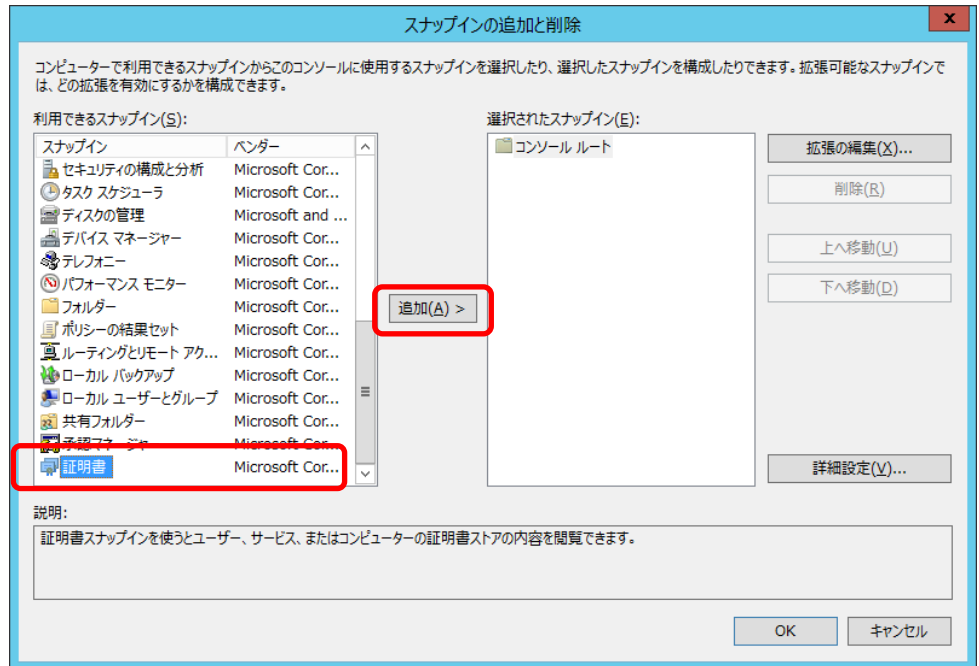 スナップインの追加と削除
x
コンピューターで利用できるスナップインからこのコンソールに使用するスナップインを選択したり、選択したスナップインを構成したりできます。拡張可能なスナップインで
は、どの拡張を有効にするかを構成できます。
利用できるスナップイン(S):
スナップイン ベンダー
セキュリティの構成と分析 Microsoft Cor...
タスク スケジューラ Microsoft Cor...
ディスクの管理 Microsoft and ...
デバイス マネージャー Microsoft Cor...
テレフォニー Microsoft Cor...
パフォーマンス モニター Microsoft Cor...
フォルダー Microsoft Cor...
ポリシーの結果セット Microsoft Cor...
ルーティングとリモート アク... Microsoft Cor...
ローカル バックアップ Microsoft Cor...
ローカル ユーザーとグループ Microsoft Cor...
共有フォルダー Microsoft Cor...
承認マネージャー Microsoft Cor...
証明書 Microsoft Cor...
追加(A) >
選択されたスナップイン(E):
コンソール ルート
拡張の編集(X)...
削除(R)
上へ移動(U)
下へ移動(D)
詳細設定(V)...
説明:
証明書スナップインを使うとユーザー、サービス、またはコンピューターの証明書ストアの内容を閲覧できます。
OK
キャンセル